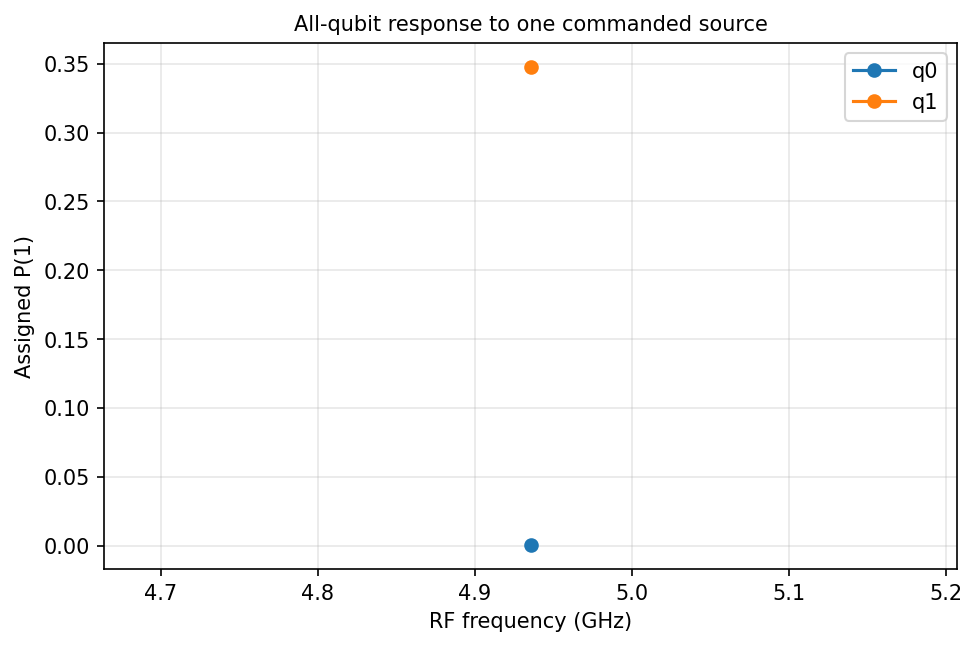 All-qubit response to one commanded source
q0
q1
Assigned P(1)
0.35
0.30
0.25
0.20
0.15
0.10
0.05
0.00
4.7 4.8 4.9 5.0 5.1 5.2
RF frequency (GHz)